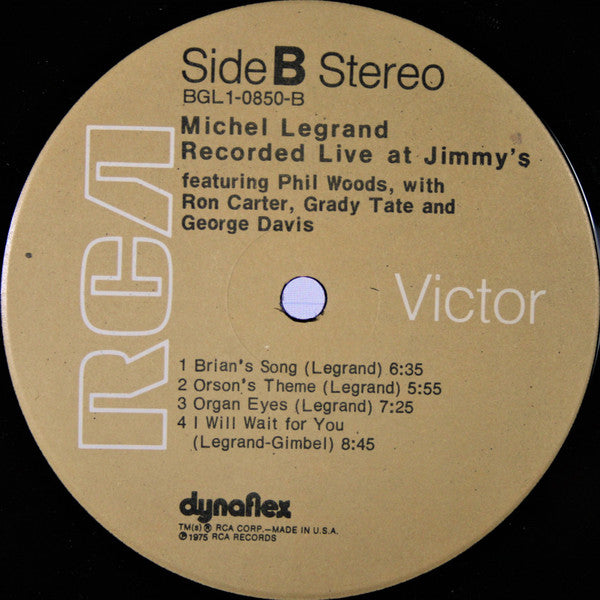 Side B Stereo
BGL1-0850-B
Michel Legrand
Recorded Live at Jimmy's
featuring Phil Woods, with
Ron Carter, Grady Tate and
George Davis
RCA
Victor
1 Brian's Song (Legrand) 6:35
2 Orson's Theme (Legrand) 5:55
3 Organ Eyes (Legrand) 7:25
4 I Will Wait for You
(Legrand-Gimbel) 8:45
dynaflex
TM(s) ® RCA CORP.–MADE IN U.S.A.
℗ 1975 RCA RECORDS